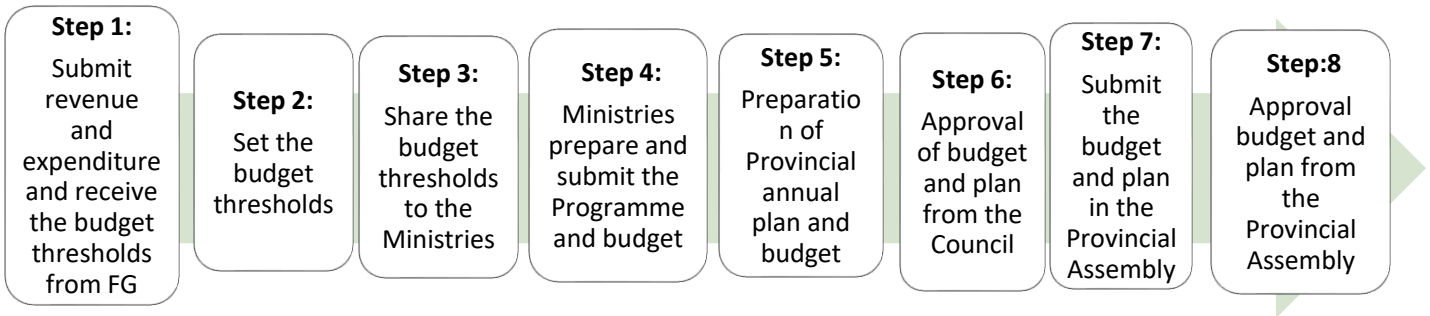 Step 1:
Submit
revenue
and
expenditure
and receive
the budget
thresholds
from FG
Step 2:
Set the
budget
thresholds
Step 3:
Share the
budget
thresholds
to the
Ministries
Step 4:
Ministries
prepare and
submit the
Programme
and budget
Step 5:
Preparatio
n of
Provincial
annual
plan and
budget
Step 6:
Approval
of budget
and plan
from the
Council
Step 7:
Submit
the
budget
and plan
in the
Provincial
Assembly
Step:8
Approval
budget and
plan from
the
Provincial
Assembly